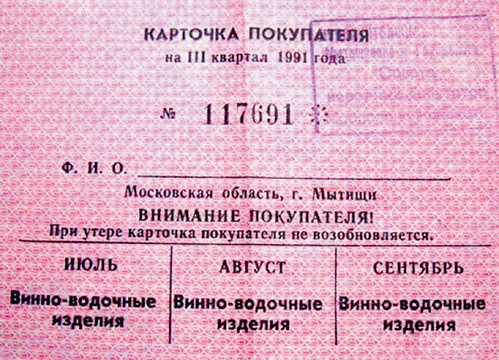 КАРТОЧКА ПОКУПАТЕЛЯ
на III квартал 1991 года
№ 117691 ✻
Ф. И. О.
Московская область, г. Мытищи
ВНИМАНИЕ ПОКУПАТЕЛЯ!
При утере карточка покупателя не возобновляется.
ИЮЛЬ
Винно-водочные
изделия
АВГУСТ
Винно-водочные
изделия
СЕНТЯБРЬ
Винно-водочные
изделия